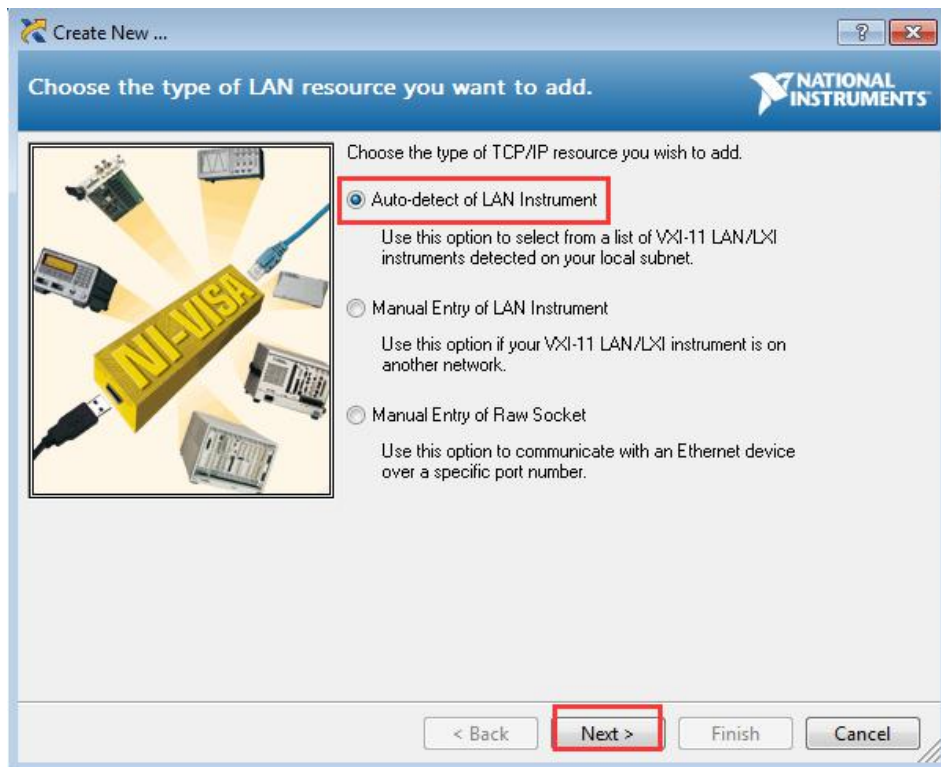 Create New ...
Choose the type of LAN resource you want to add.
NATIONAL
INSTRUMENTS
Choose the type of TCP/IP resource you wish to add.
Auto-detect of LAN Instrument
Use this option to select from a list of VXI-11 LAN/LXI
instruments detected on your local subnet.
NI-VISA
Manual Entry of LAN Instrument
Use this option if your VXI-11 LAN/LXI instrument is on
another network.
Manual Entry of Raw Socket
Use this option to communicate with an Ethernet device
over a specific port number.
< Back
Next >
Finish
Cancel